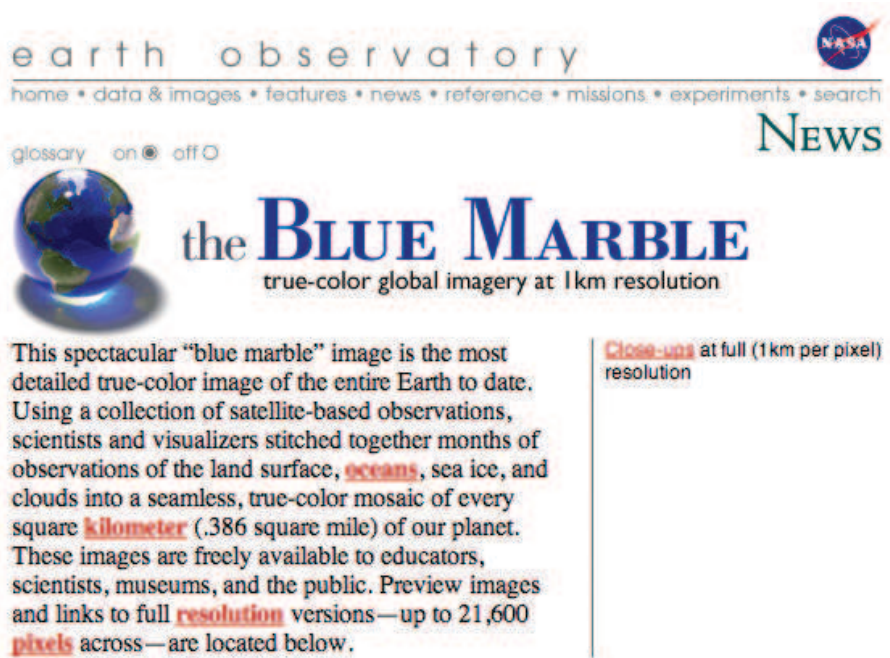 earth observatory
NASA
home • data & images • features • news • reference • missions • experiments • search
NEWS
glossary on off
the BLUE MARBLE
true-color global imagery at 1km resolution
This spectacular “blue marble” image is the most
detailed true-color image of the entire Earth to date.
Using a collection of satellite-based observations,
scientists and visualizers stitched together months of
observations of the land surface, oceans, sea ice, and
clouds into a seamless, true-color mosaic of every
square kilometer (.386 square mile) of our planet.
These images are freely available to educators,
scientists, museums, and the public. Preview images
and links to full resolution versions—up to 21,600
pixels across—are located below.
Close-ups at full (1km per pixel)
resolution